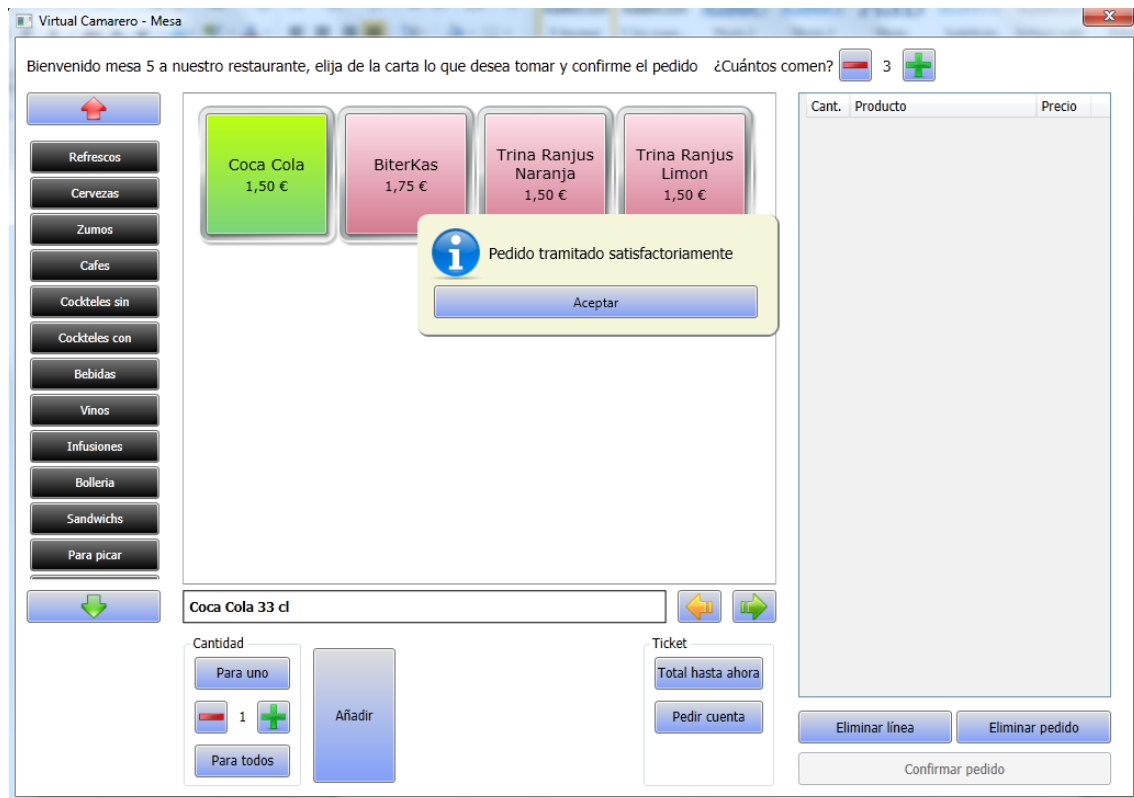 Virtual Camarero - Mesa
Bienvenido mesa 5 a nuestro restaurante, elija de la carta lo que desea tomar y confirme el pedido ¿Cuántos comen? 3
Refrescos
Cervezas
Zumos
Cafes
Cockteles sin
Cockteles con
Bebidas
Vinos
Infusiones
Bolleria
Sandwichs
Para picar
Coca Cola
1,50 €
BiterKas
1,75 €
Trina Ranjus
Naranja
1,50 €
Trina Ranjus
Limon
1,50 €
Pedido tramitado satisfactoriamente
Aceptar
Coca Cola 33 cl
Cantidad
Para uno
1
Para todos
Añadir
Ticket
Total hasta ahora
Pedir cuenta
Cant. Producto Precio
Eliminar línea
Eliminar pedido
Confirmar pedido